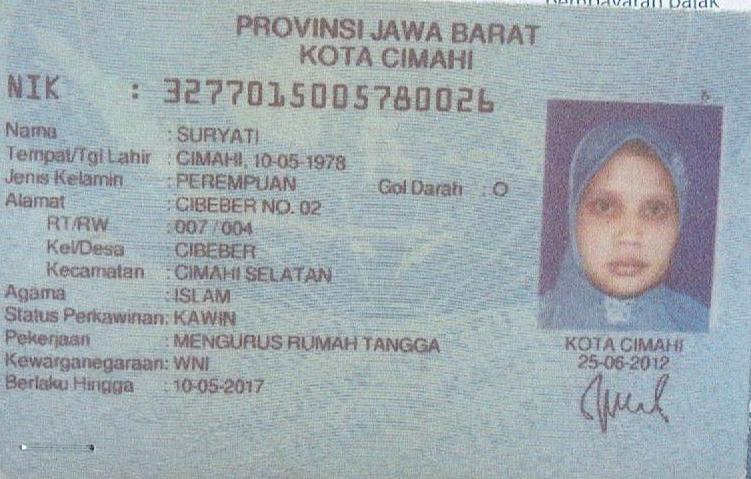 Pembayaran pajak
PROVINSI JAWA BARAT
KOTA CIMAHI
NIK : 3277015005780026
Nama : SURYATI
Tempat/Tgl Lahir : CIMAHI, 10-05-1978
Jenis Kelamin : PEREMPUAN Gol Darah : O
Alamat : CIBEBER NO. 02
RT/RW : 007 / 004
Kel/Desa : CIBEBER
Kecamatan : CIMAHI SELATAN
Agama : ISLAM
Status Perkawinan: KAWIN
Pekerjaan : MENGURUS RUMAH TANGGA
Kewarganegaraan: WNI
Berlaku Hingga : 10-05-2017
KOTA CIMAHI
25-06-2012